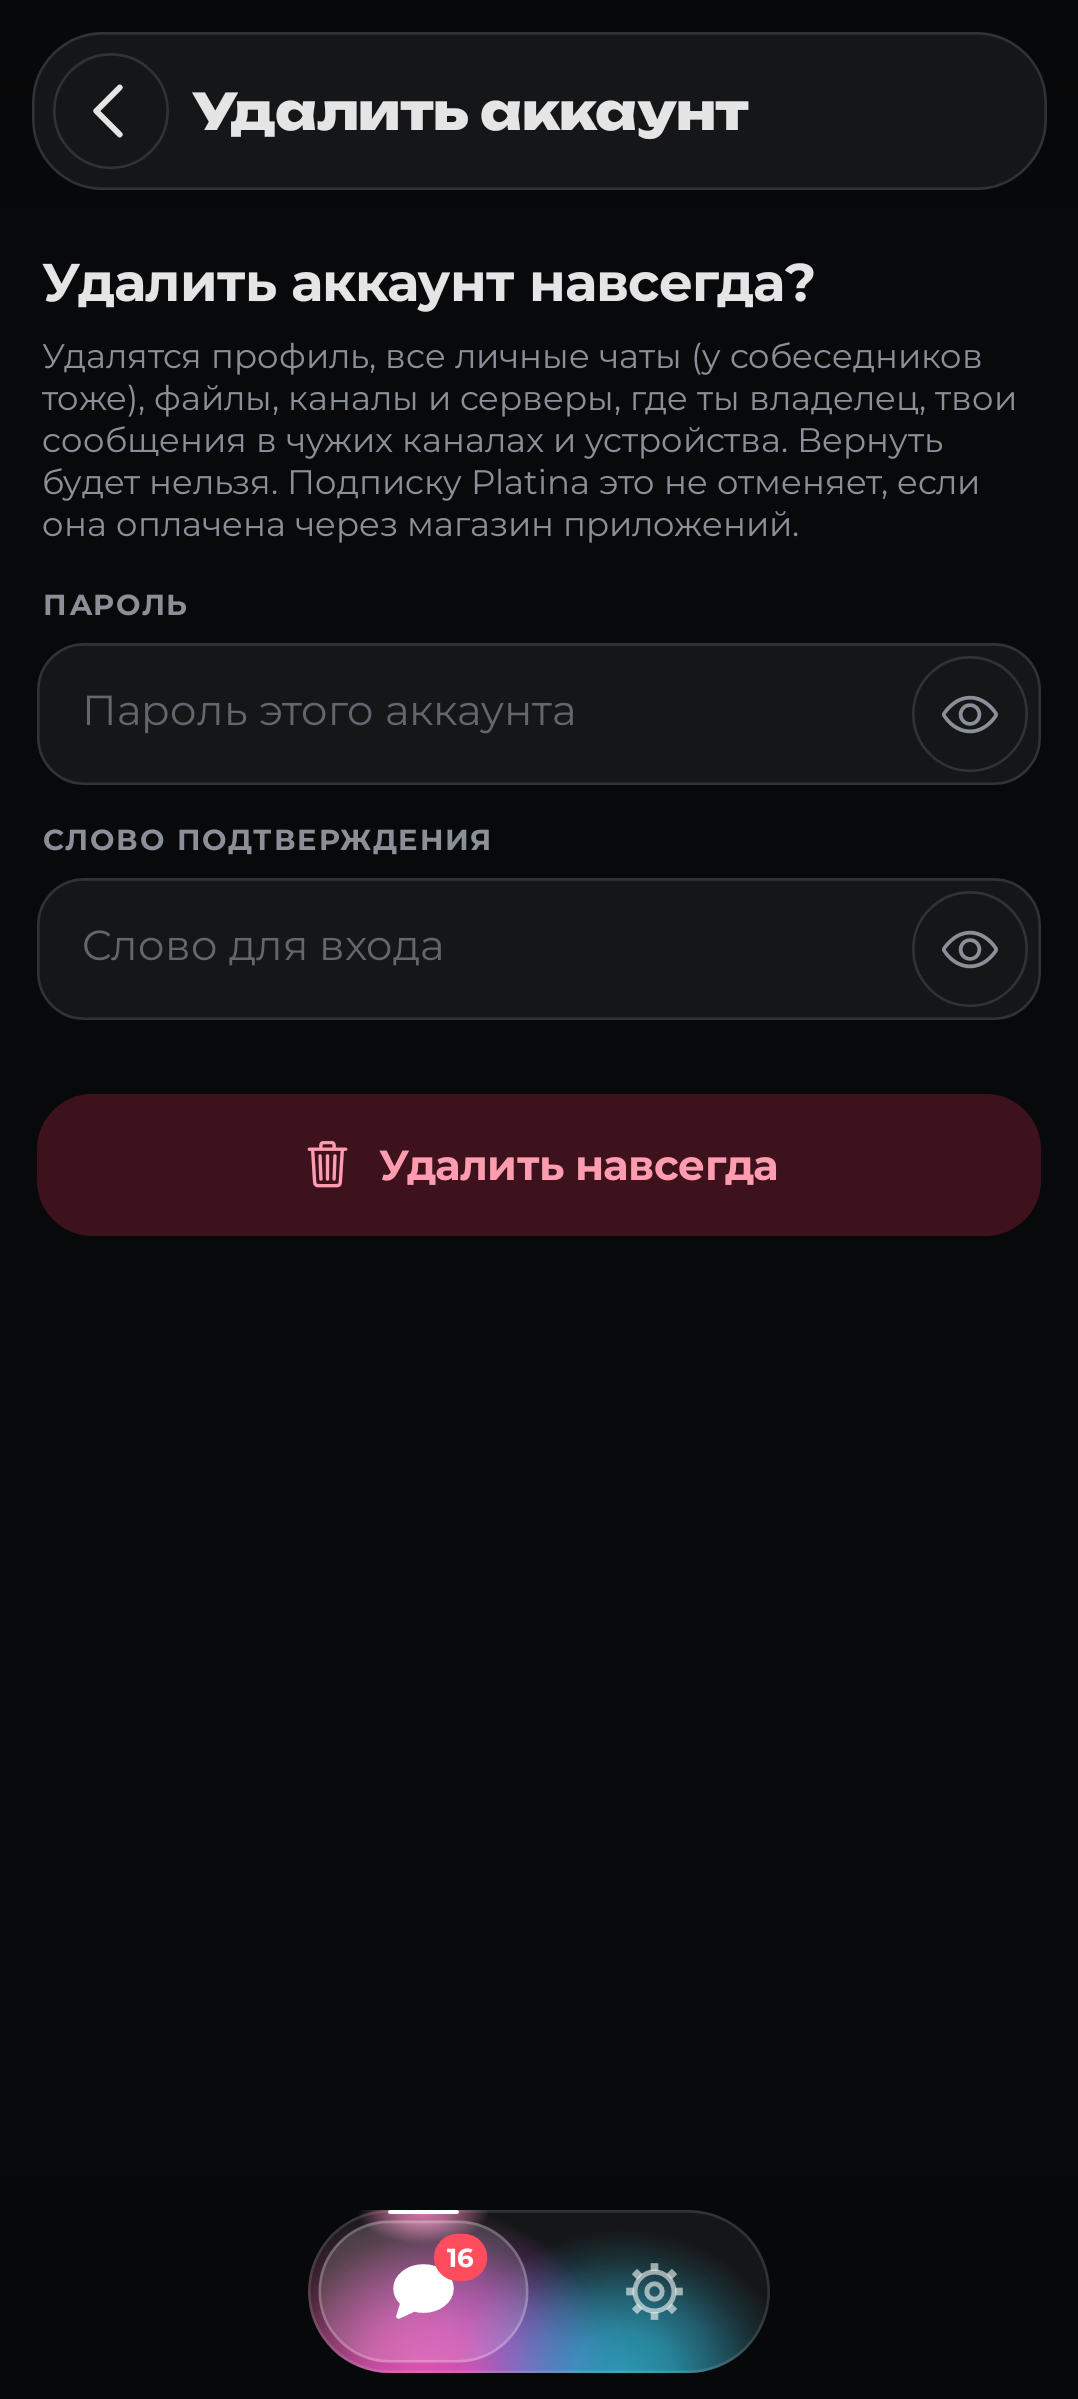 Удалить аккаунт
Удалить аккаунт навсегда?
Удалятся профиль, все личные чаты (у собеседников
тоже), файлы, каналы и серверы, где ты владелец, твои
сообщения в чужих каналах и устройства. Вернуть
будет нельзя. Подписку Platina это не отменяет, если
она оплачена через магазин приложений.
ПАРОЛЬ
Пароль этого аккаунта
СЛОВО ПОДТВЕРЖДЕНИЯ
Слово для входа
Удалить навсегда
16